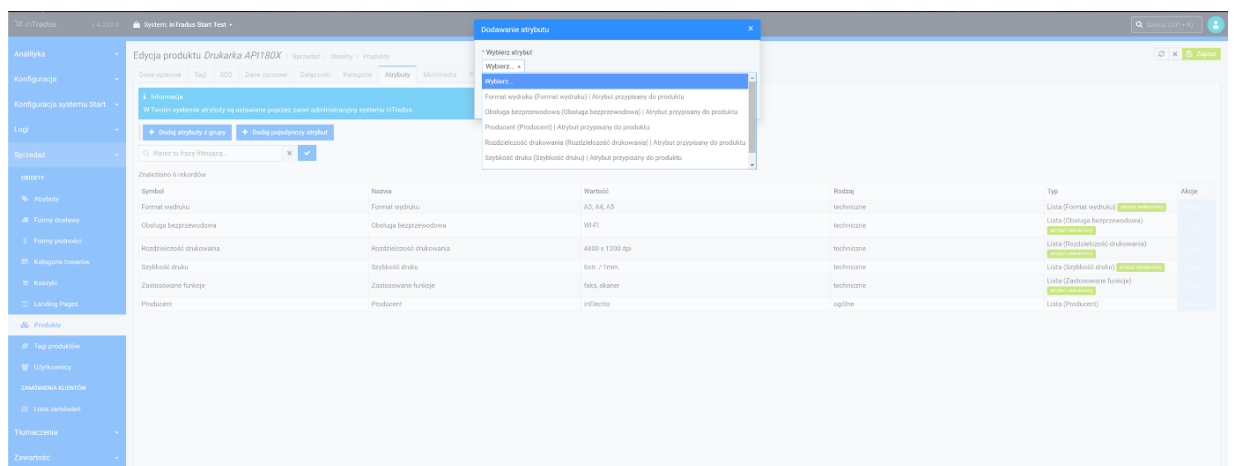 inTradus
v 4.282.0
System: inTradus Start Test
Szukaj (ctrl + K)
Dodawanie atrybutu
×
Analityka
Konfiguracja
Konfiguracja systemu Start
Logi
Sprzedaż
OBIEKTY
Atrybuty
Formy dostawy
Formy płatności
Kategorie towarów
Koszyki
Landing Pages
Produkty
Tagi produktów
Użytkownicy
ZAMÓWIENIA KLIENTÓW
Lista zamówień
Tłumaczenia
Zawartość
Edycja produktu Drukarka API180X Sprzedaż Obiekty Produkty
Zapisz
Dane opisowe Tagi SEO Dane opisowe Załączniki Kategorie Atrybuty Multimedia
Informacja
W Twoim systemie atrybuty są ustawiane poprzez panel administracyjny systemu inTradus
+ Dodaj atrybuty z grupy + Dodaj pojedynczy atrybut
Wpisz tu frazę filtrującą...
* Wybierz atrybut
Wybierz...
Wybierz...
Format wydruku (Format wydruku) | Atrybut przypisany do produktu
Obsługa bezprzewodowa (Obsługa bezprzewodowa) | Atrybut przypisany do produktu
Producent (Producent) | Atrybut przypisany do produktu
Rozdzielczość drukowania (Rozdzielczość drukowania) | Atrybut przypisany do produktu
Szybkość druku (Szybkość druku) | Atrybut przypisany do produktu
Znaleziono 6 rekordów
Symbol Nazwa Wartość Rodzaj Typ Akcje
Format wydruku Format wydruku A3, A4, A5 techniczne Lista (Format wydruku)
Obsługa bezprzewodowa Obsługa bezprzewodowa Wi-Fi techniczne Lista (Obsługa bezprzewodowa)
Rozdzielczość drukowania Rozdzielczość drukowania 4800 x 1200 dpi techniczne Lista (Rozdzielczość drukowania)
Szybkość druku Szybkość druku 6str. / 1min. techniczne Lista (Szybkość druku)
Zastosowane funkcje Zastosowane funkcje faks, skaner techniczne Lista (Zastosowane funkcje)
Producent Producent inElectro ogólne Lista (Producent)